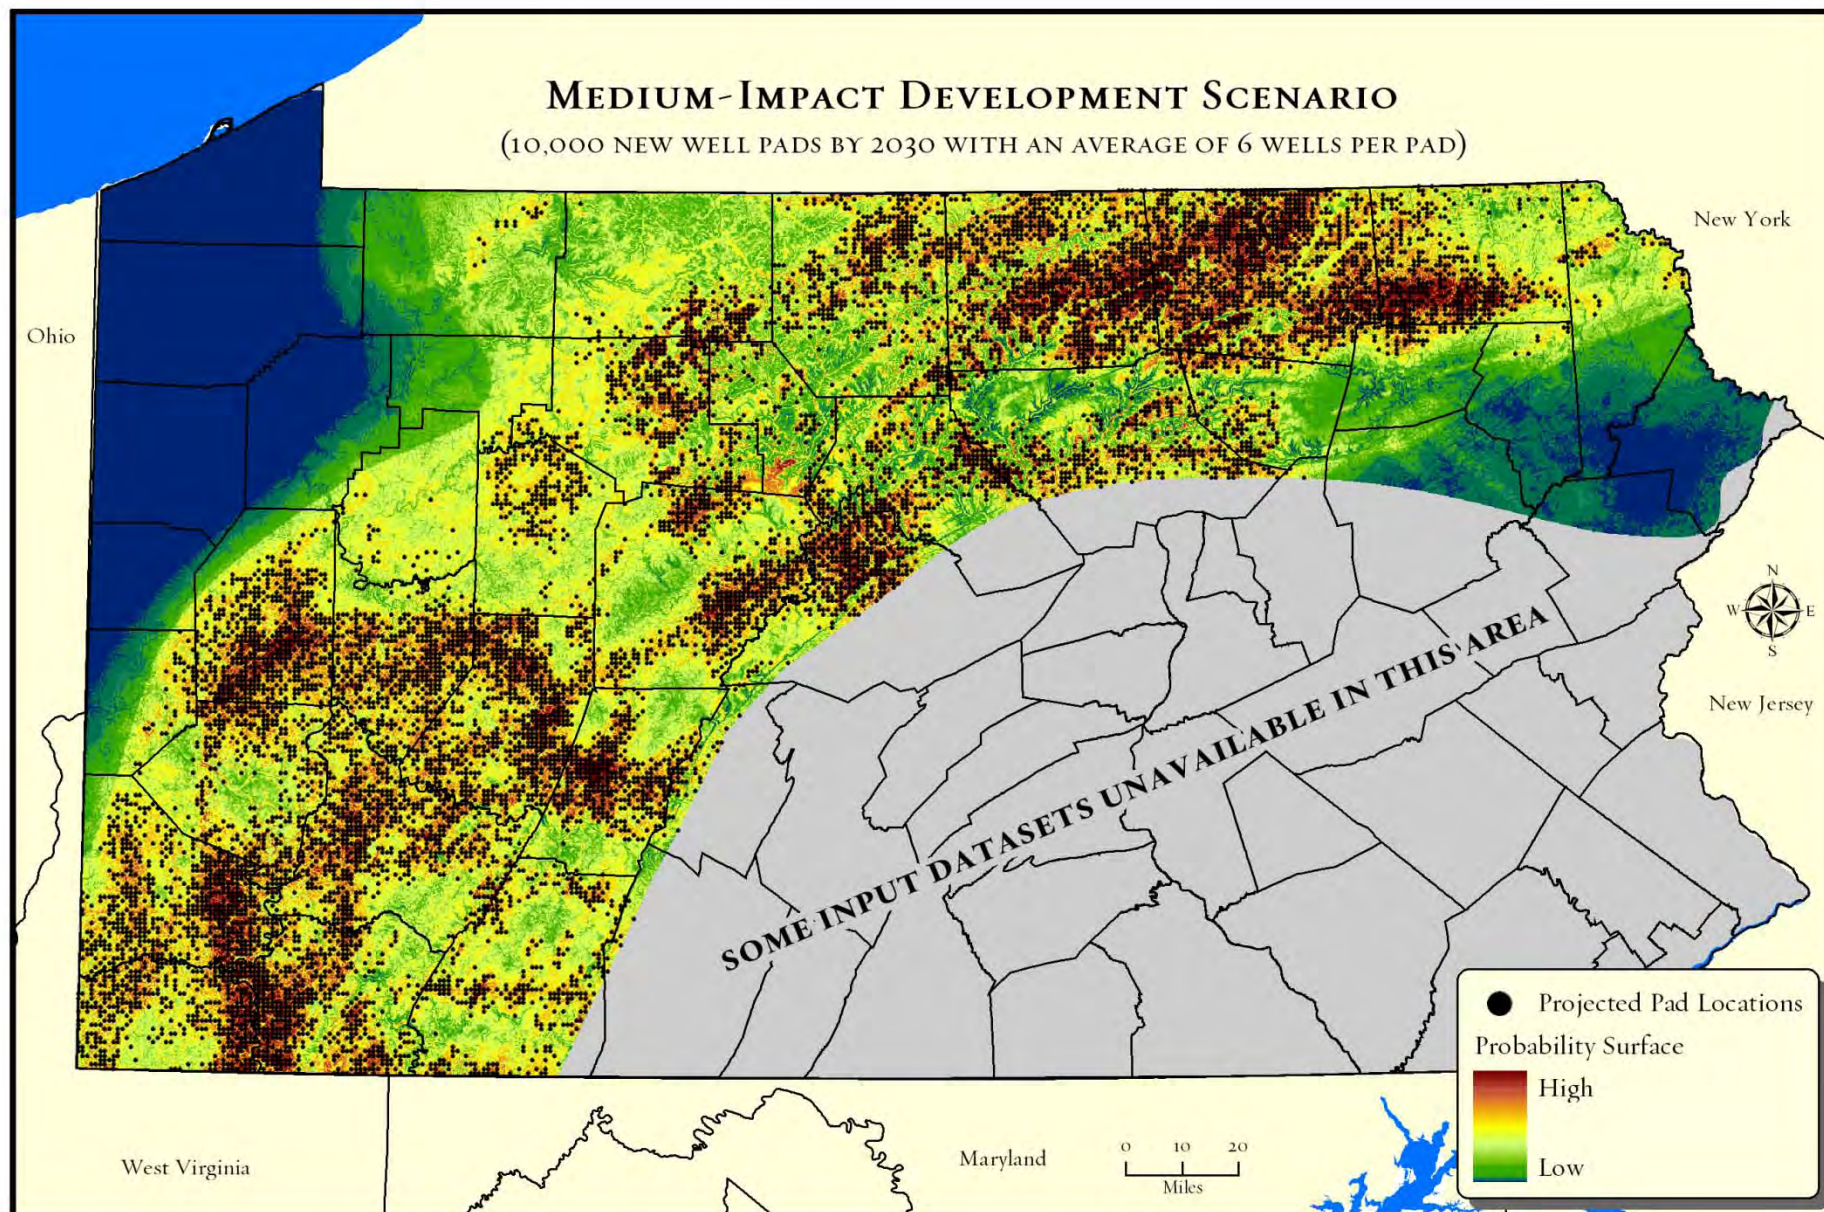 MEDIUM-IMPACT DEVELOPMENT SCENARIO
(10,000 NEW WELL PADS BY 2030 WITH AN AVERAGE OF 6 WELLS PER PAD)
New York
Ohio
N
W E
S
SOME INPUT DATASETS UNAVAILABLE IN THIS AREA
New Jersey
Projected Pad Locations
Probability Surface
High
Low
West Virginia
Maryland
0 10 20
Miles